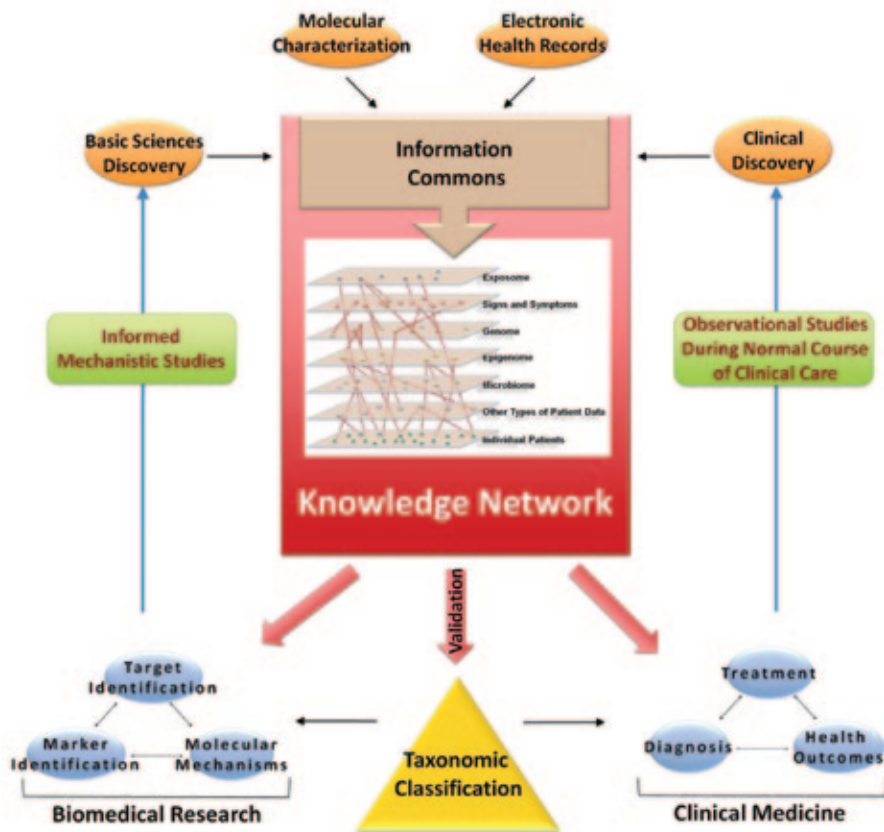 Molecular
Characterization
Electronic
Health Records
Basic Sciences
Discovery
Information
Commons
Clinical
Discovery
Exposome
Signs and Symptoms
Genome
Epigenome
Microbiome
Other Types of Patient Data
Individual Patients
Informed
Mechanistic Studies
Observational Studies
During Normal Course
of Clinical Care
Knowledge Network
Validation
Target
Identification
Marker
Identification
Molecular
Mechanisms
Biomedical Research
Taxonomic
Classification
Treatment
Diagnosis
Health
Outcomes
Clinical Medicine